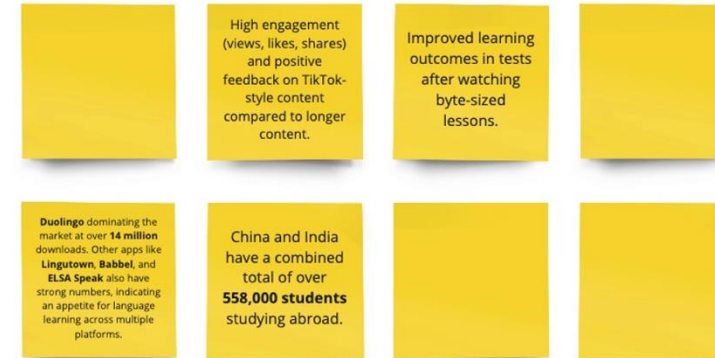 High engagement
(views, likes, shares)
and positive
feedback on TikTok-
style content
compared to longer
content.
Improved learning
outcomes in tests
after watching
byte-sized
lessons.
Duolingo dominating the
market at over 14 million
downloads. Other apps like
Lingutown, Babbel, and
ELSA Speak also have
strong numbers, indicating
an appetite for language
learning across multiple
platforms.
China and India
have a combined
total of over
558,000 students
studying abroad.